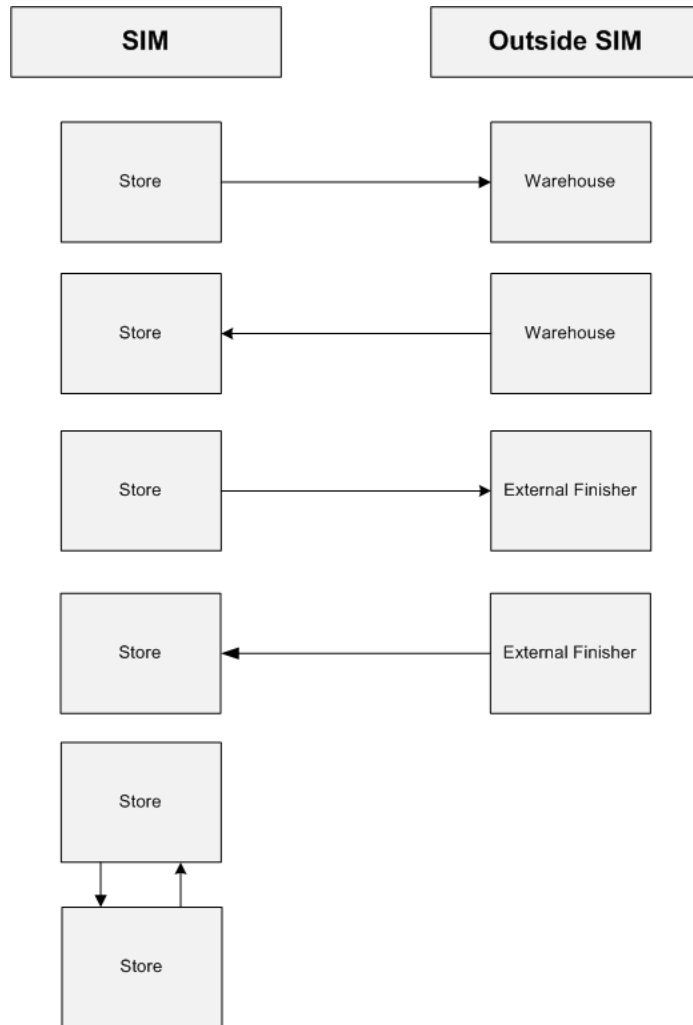 SIM
Outside SIM
Store
Warehouse
Store
Warehouse
Store
External Finisher
Store
External Finisher
Store
Store